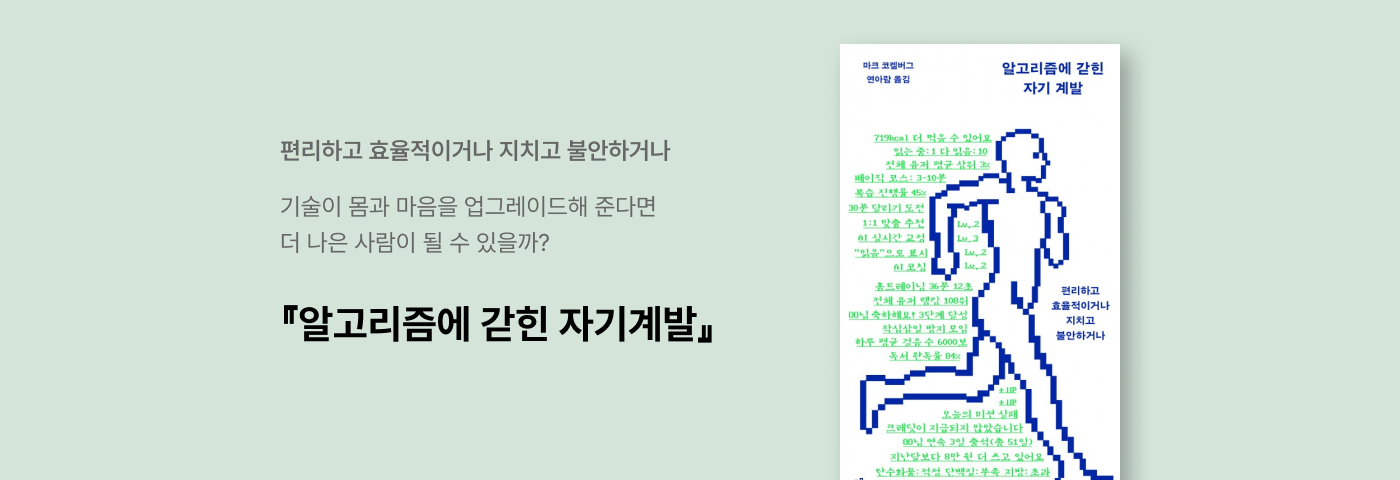 편리하고 효율적이거나 지치고 불안하거나
기술이 몸과 마음을 업그레이드해 준다면
더 나은 사람이 될 수 있을까?
『알고리즘에 갇힌 자기계발』
마크 코켈버그
연아람 옮김
알고리즘에 갇힌
자기 계발
719kcal 더 먹을 수 있어요
읽는 중: 1 다 읽음: 10
전체 유저 평균 상위 3%
베이직 코스: 3-10분
복습 진행률 45%
30분 달리기 도전
1:1 맞춤 수선
Lv. 2
AI 실시간 교정
Lv. 3
"읽음"으로 표시
Lv. 2
AI 코칭
Lv. 2
홈트레이닝 36분 12초
전체 유저 랭킹 108위
00님 축하해요! 3단계 달성
작심삼일 방지 모임
하루 평균 걸음 수 6000보
독서 완독률 84%
편리하고
효율적이거나
지치고
불안하거나
+1UP
+1UP
오늘의 미션 실패
크레딧이 지급되지 않았습니다
00님 연속 3일 출석(총 51일)
지난달보다 8만 원 더 쓰고 있어요
탄수화물: 적정 단백질: 부족 지방: 초과